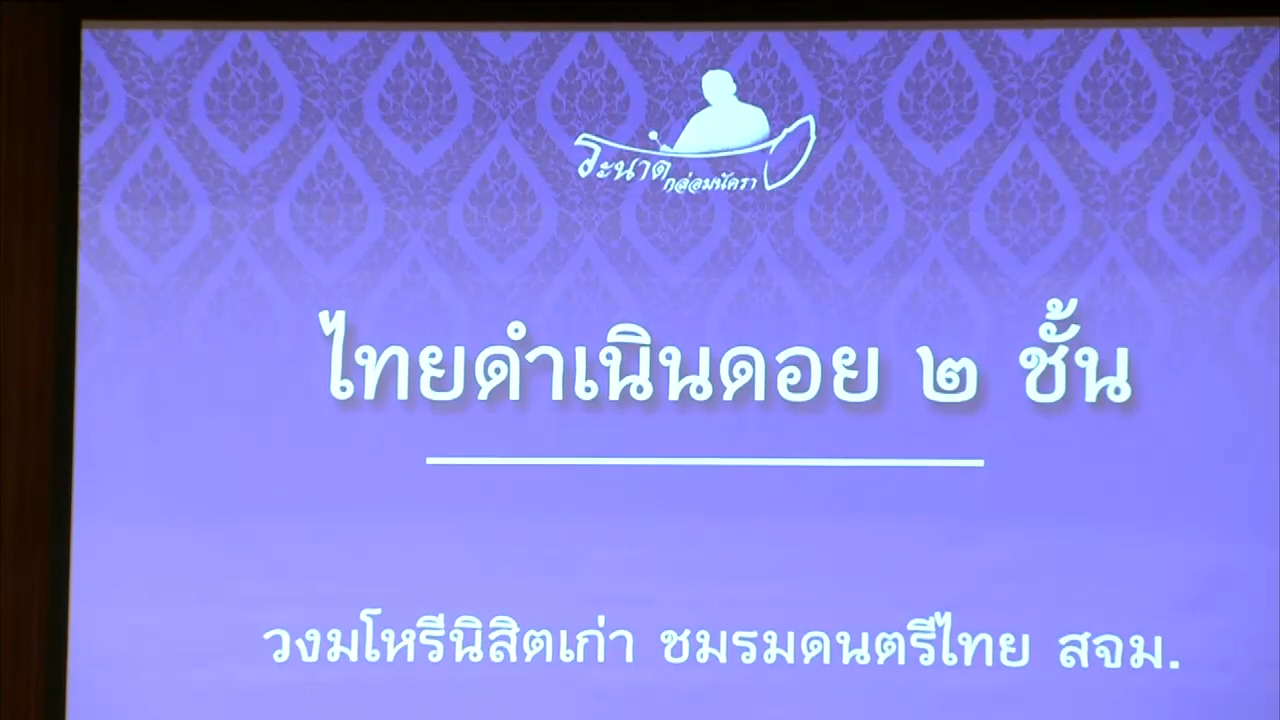 ระนาด
กล่อมนัครา
ไทยดำเนินดอย ๒ ชั้น
วงมโหรีนิสิตเก่า ชมรมดนตรีไทย สจม.